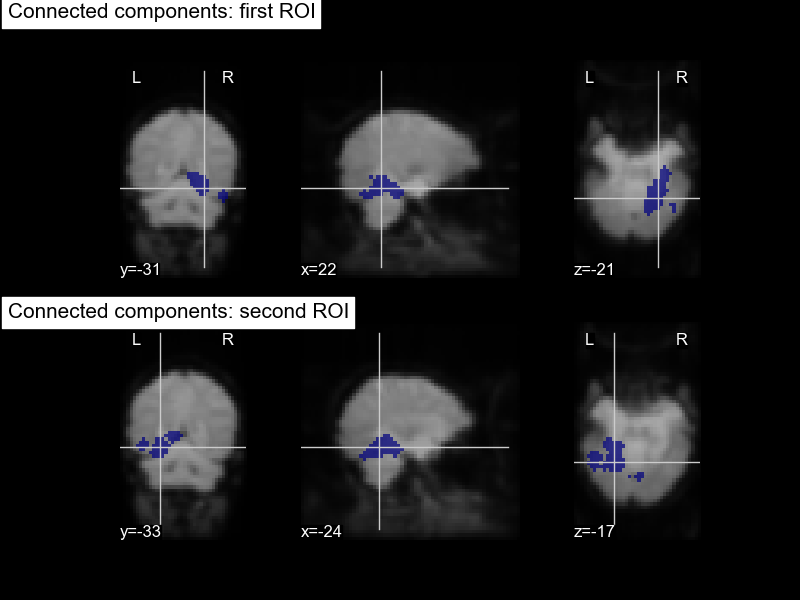 Connected components: first ROI
L R L R
y=-31 x=22 z=-21
Connected components: second ROI
L R L R
y=-33 x=-24 z=-17